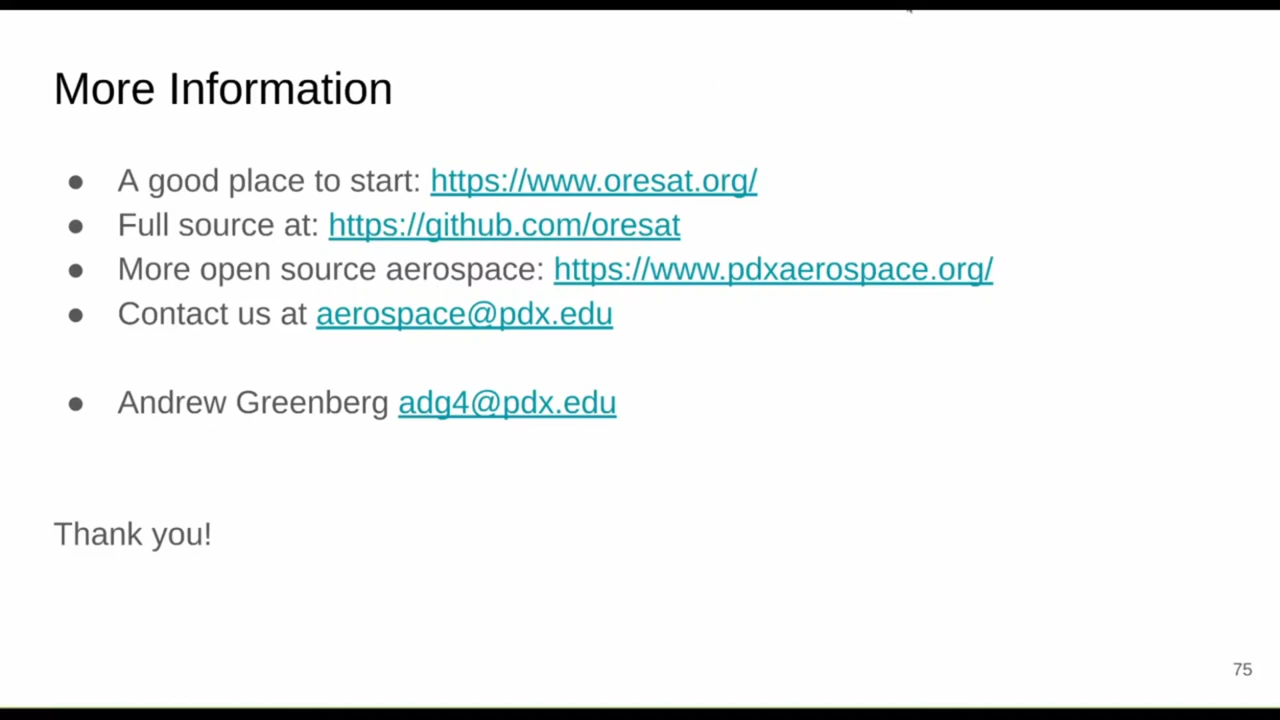 More Information
● A good place to start: https://www.oresat.org/
● Full source at: https://github.com/oresat
● More open source aerospace: https://www.pdxaerospace.org/
● Contact us at aerospace@pdx.edu
● Andrew Greenberg adg4@pdx.edu
Thank you!
75